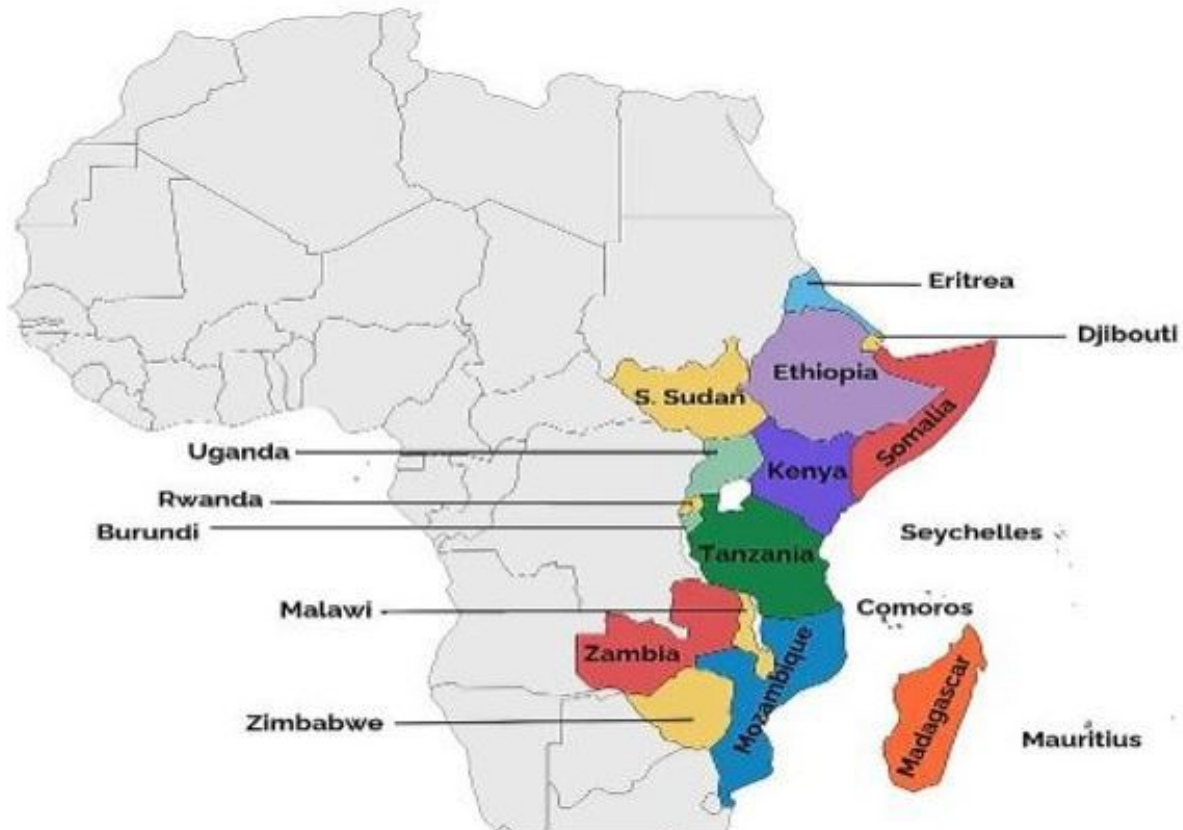 Eritrea
Djibouti
Ethiopia
S. Sudan
Somalia
Uganda
Kenya
Rwanda
Burundi
Seychelles
Tanzania
Malawi
Comoros
Zambia
Mozambique
Madagascar
Zimbabwe
Mauritius